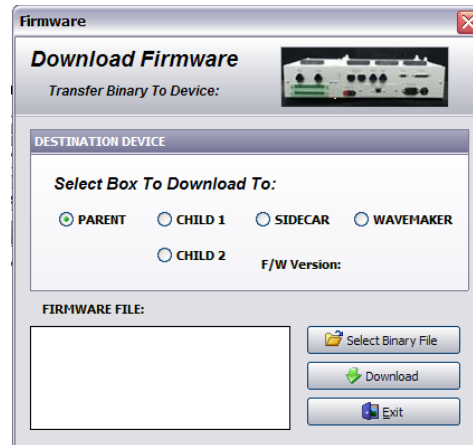 Firmware
Download Firmware
Transfer Binary To Device:
DESTINATION DEVICE
Select Box To Download To:
PARENT CHILD 1 SIDECAR WAVEMAKER
CHILD 2 F/W Version:
FIRMWARE FILE:
Select Binary File
Download
Exit